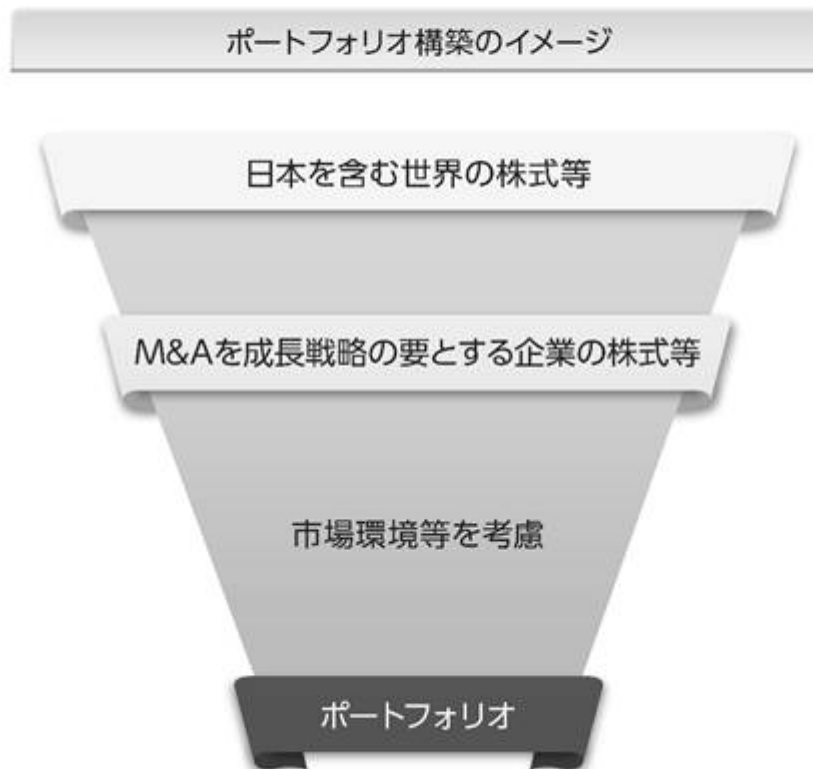 ポートフォリオ構築のイメージ
日本を含む世界の株式等
M&Aを成長戦略の要とする企業の株式等
市場環境等を考慮
ポートフォリオ